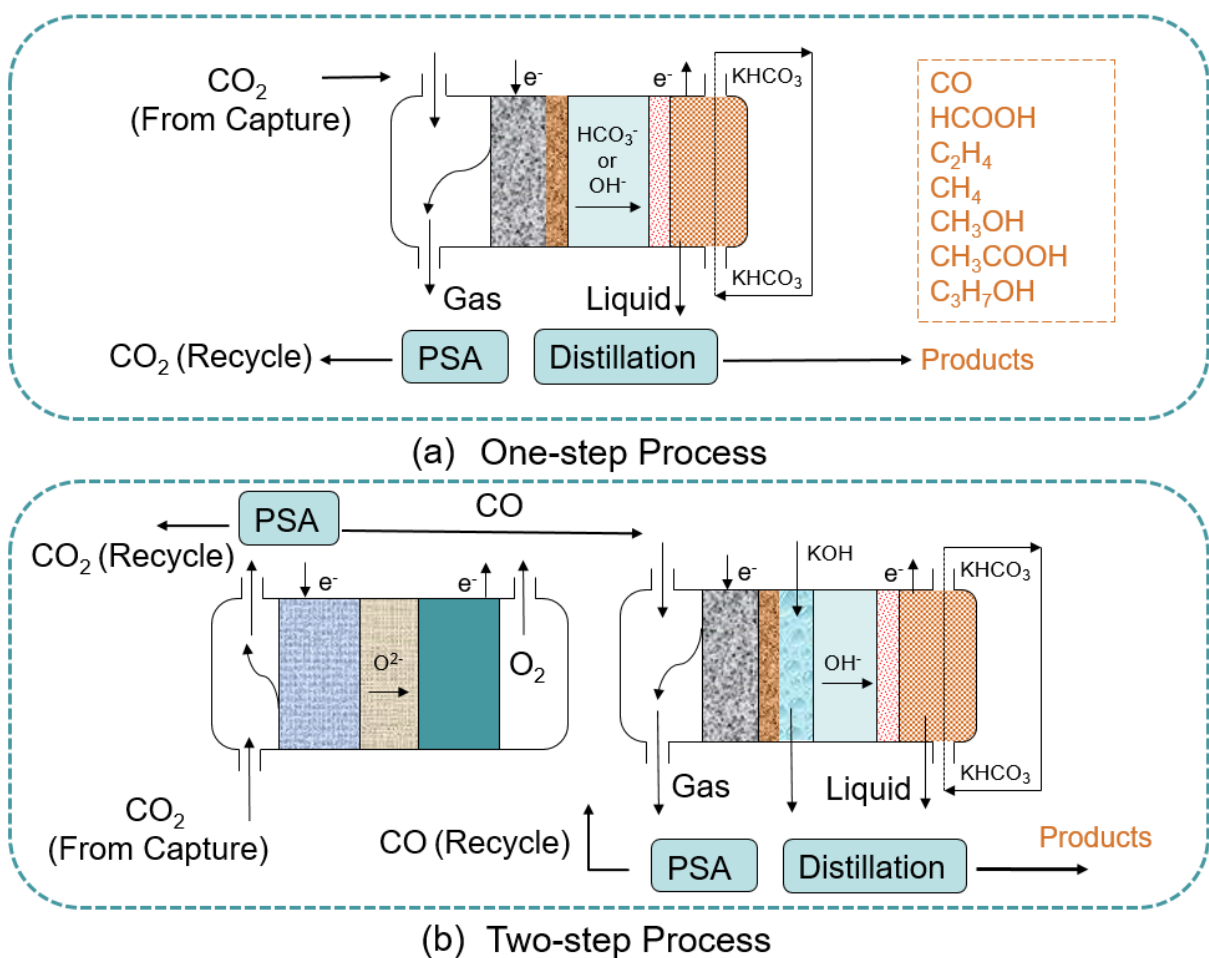 CO₂
(From Capture)
e⁻
e⁻
KHCO₃
HCO₃⁻
or
OH⁻
KHCO₃
Gas
Liquid
CO₂ (Recycle)
PSA
Distillation
Products
CO
HCOOH
C₂H₄
CH₄
CH₃OH
CH₃COOH
C₃H₇OH
(a) One-step Process
PSA
CO
CO₂ (Recycle)
e⁻
e⁻
O²⁻
O₂
CO₂
(From Capture)
e⁻
KOH
e⁻
KHCO₃
OH⁻
KHCO₃
Gas
Liquid
CO (Recycle)
PSA
Distillation
Products
(b) Two-step Process